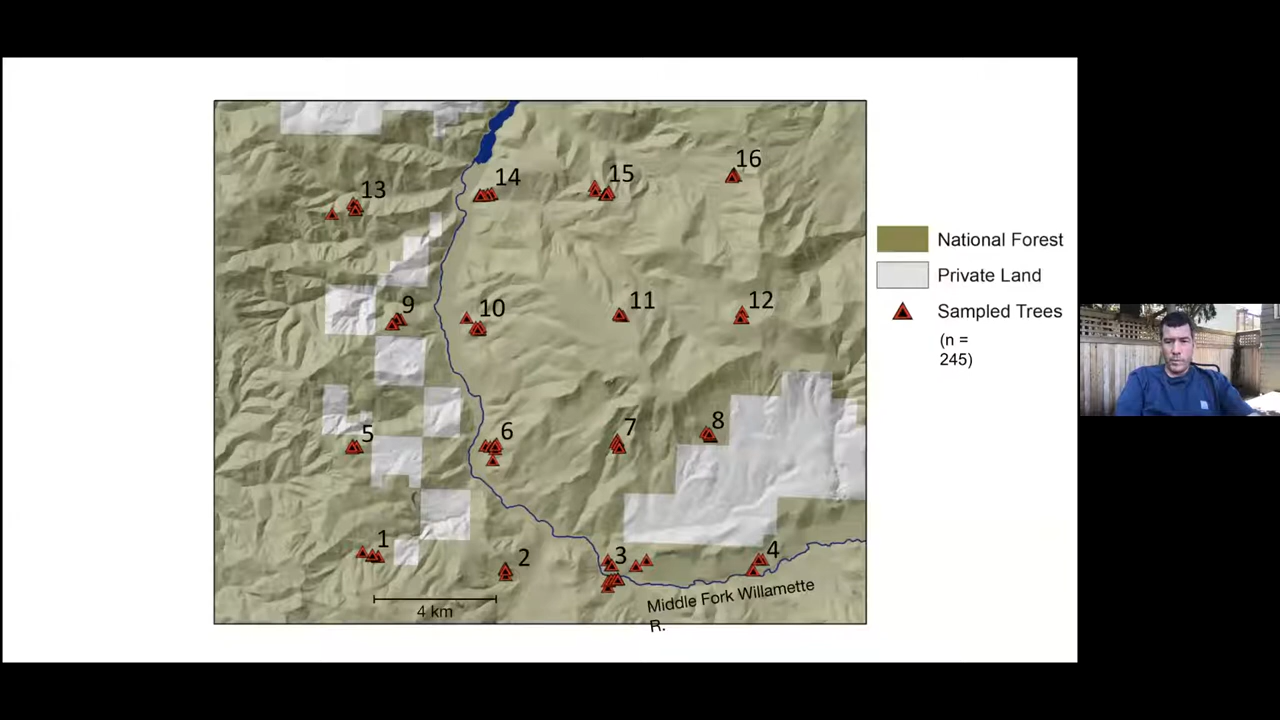 16
15
14
13
National Forest
Private Land
12
11
9
10
Sampled Trees
(n =
245)
8
7
6
5
1
3
4
2
Middle Fork Willamette
R.
4 km